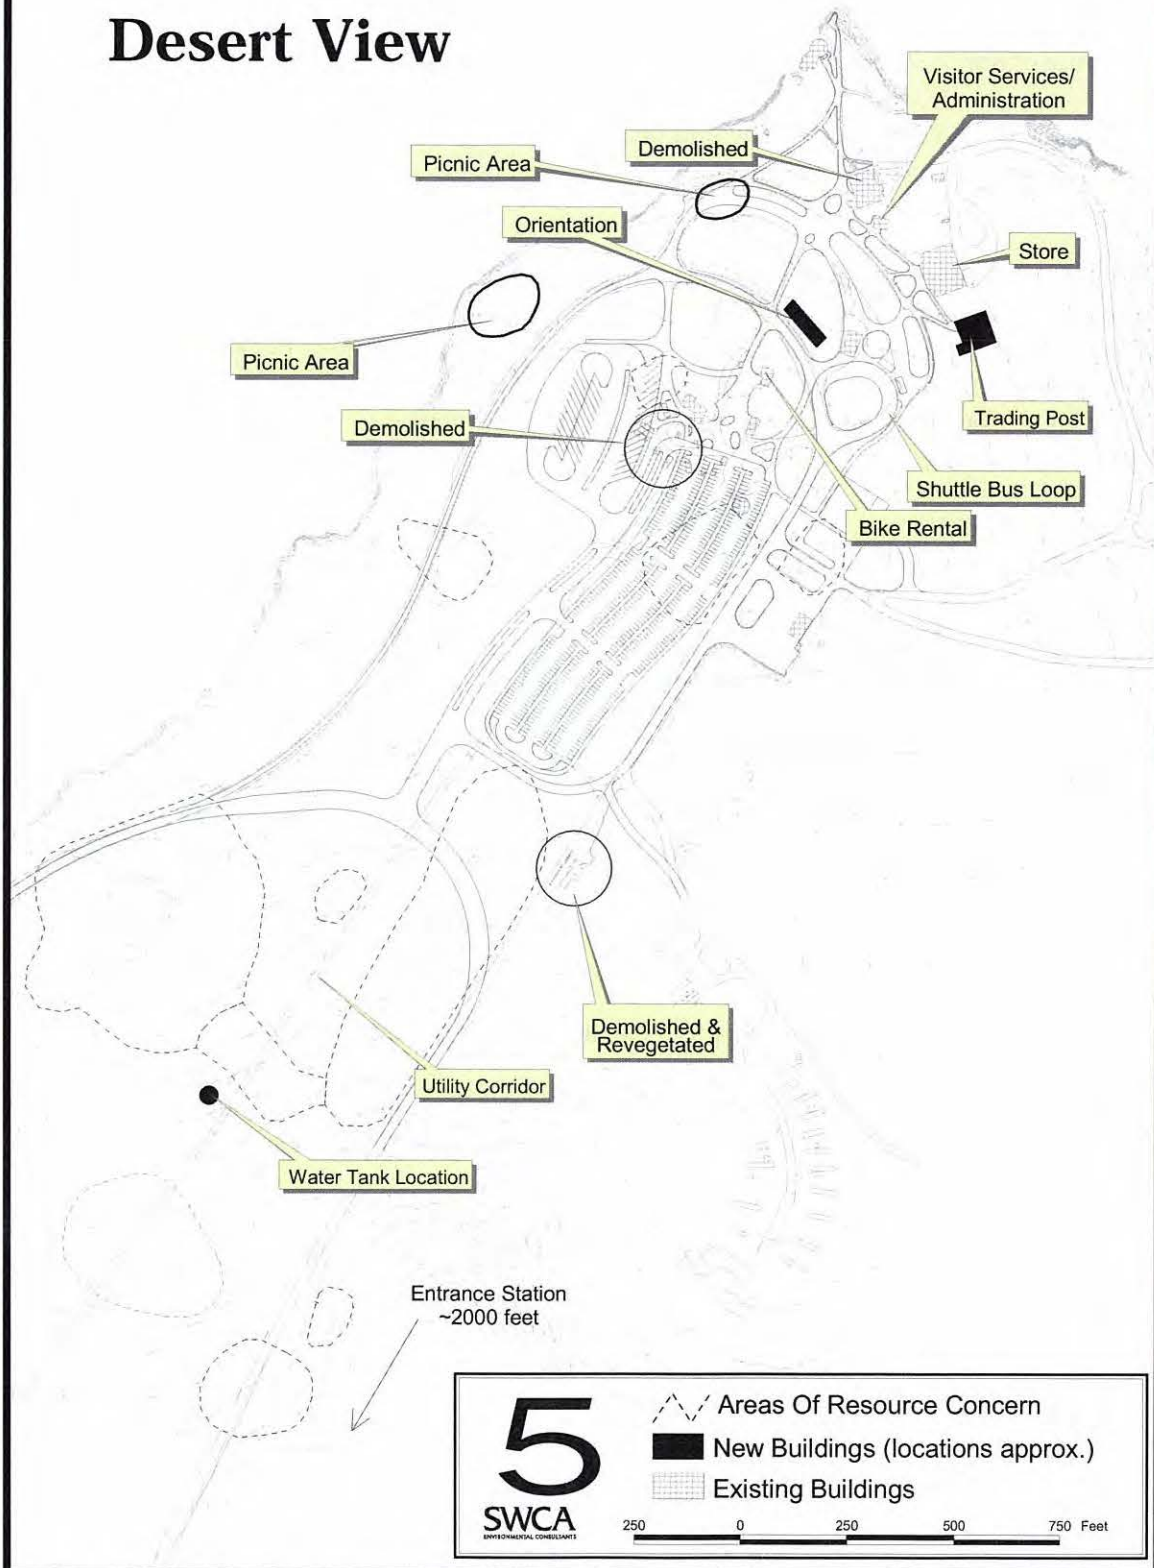 Desert View
Visitor Services/
Administration
Demolished
Picnic Area
Orientation
Store
Picnic Area
Trading Post
Demolished
Shuttle Bus Loop
Bike Rental
Demolished &
Revegetated
Utility Corridor
Water Tank Location
Entrance Station
~2000 feet
5
SWCA
ENVIRONMENTAL CONSULTANTS
Areas Of Resource Concern
New Buildings (locations approx.)
Existing Buildings
250 0 250 500 750 Feet